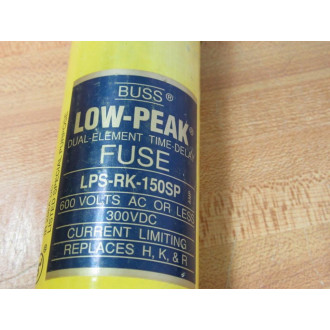 BUSS®
LOW-PEAK®
DUAL-ELEMENT TIME-DELAY
FUSE
LPS-RK-150SP
600 VOLTS AC OR LESS
300VDC
CURRENT LIMITING
REPLACES H, K, & R